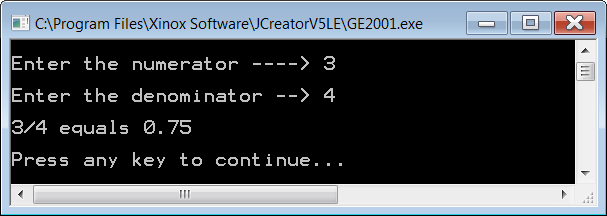 C:\Program Files\Xinox Software\JCreatorV5LE\GE2001.exe
Enter the numerator ----> 3
Enter the denominator --> 4
3/4 equals 0.75
Press any key to continue...